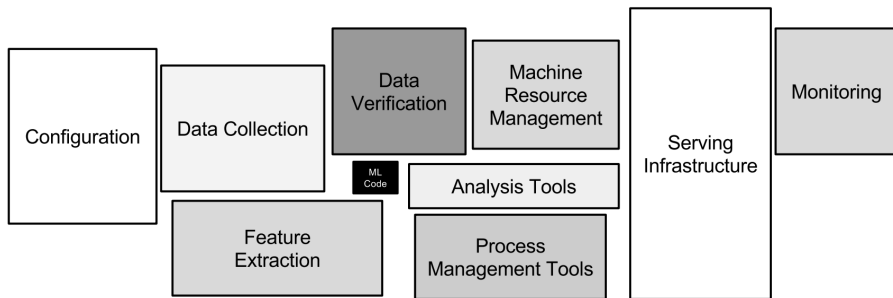 Configuration
Data Collection
Data
Verification
Machine
Resource
Management
Monitoring
Serving
Infrastructure
ML
Code
Analysis Tools
Feature
Extraction
Process
Management Tools